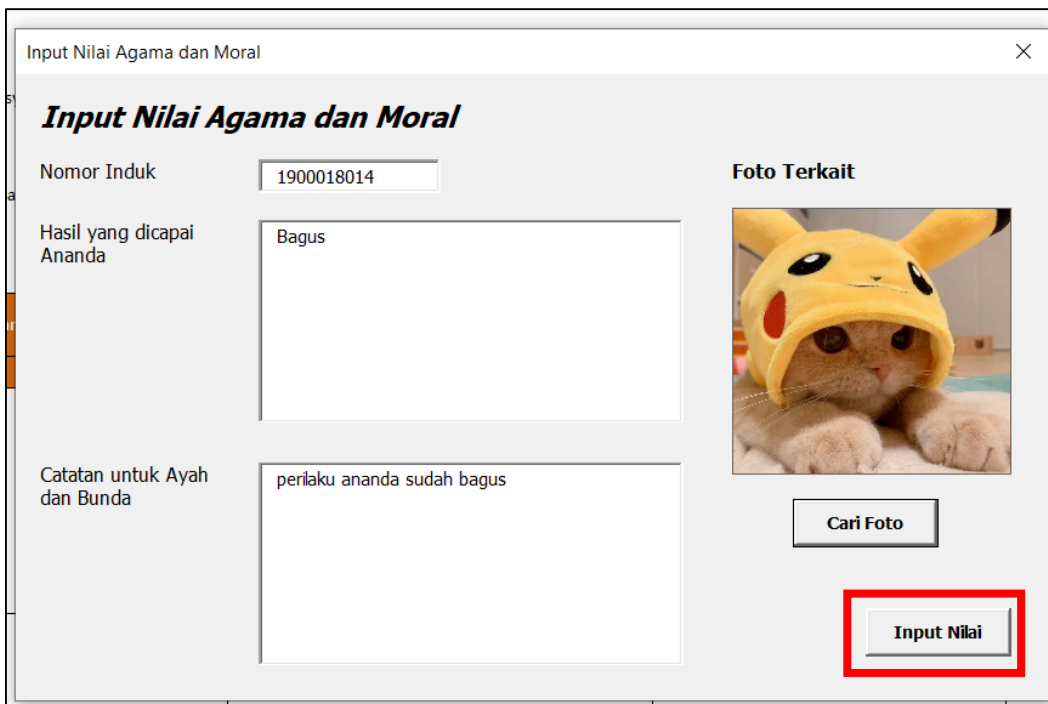 Input Nilai Agama dan Moral
Input Nilai Agama dan Moral
Nomor Induk
1900018014
Foto Terkait
Hasil yang dicapai
Ananda
Bagus
Catatan untuk Ayah
dan Bunda
perilaku ananda sudah bagus
Cari Foto
Input Nilai